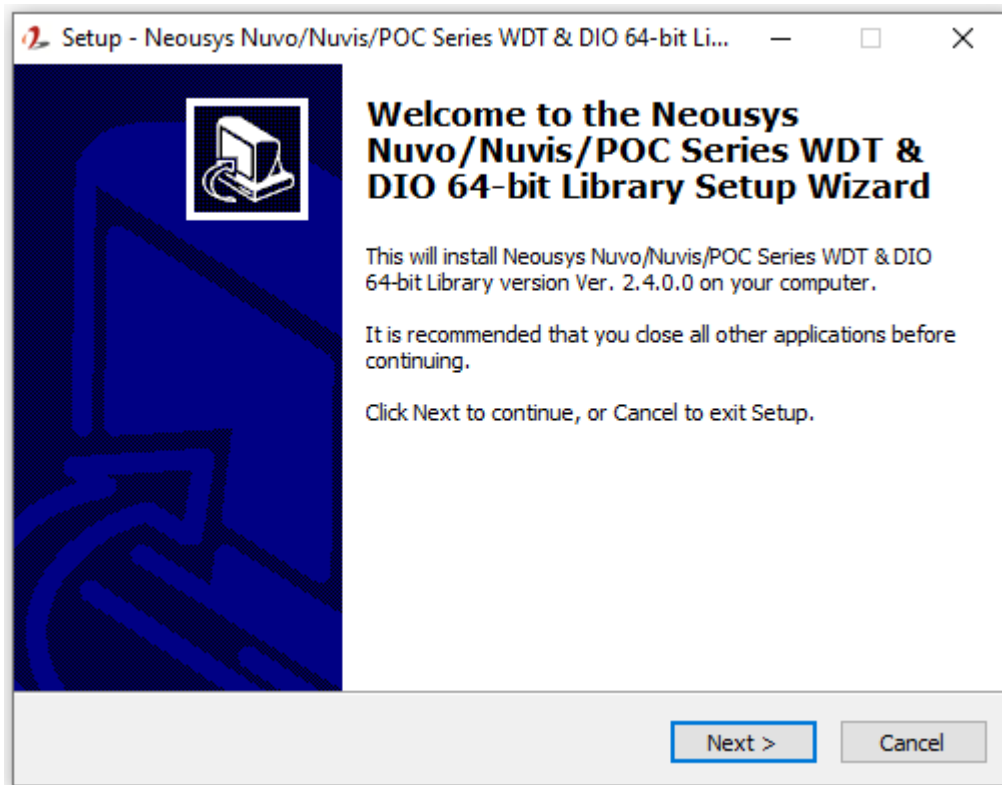 Setup - Neousys Nuvo/Nuvis/POC Series WDT & DIO 64-bit Li...
Welcome to the Neousys
Nuvo/Nuvis/POC Series WDT &
DIO 64-bit Library Setup Wizard
This will install Neousys Nuvo/Nuvis/POC Series WDT & DIO
64-bit Library version Ver. 2.4.0.0 on your computer.
It is recommended that you close all other applications before
continuing.
Click Next to continue, or Cancel to exit Setup.
Next >
Cancel